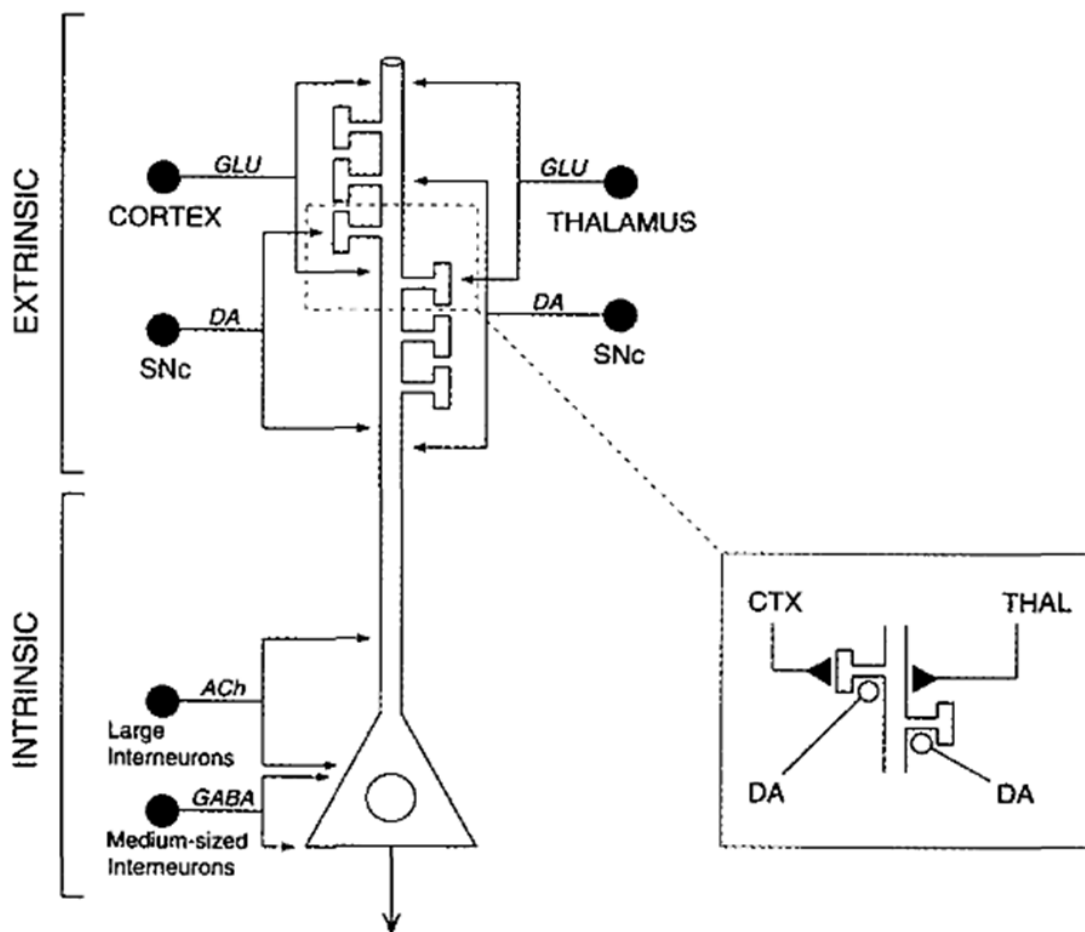 EXTRINSIC
GLU
CORTEX
DA
SNc
GLU
THALAMUS
DA
SNc
INTRINSIC
ACh
Large
Interneurons
GABA
Medium-sized
Interneurons
CTX
THAL
DA
DA